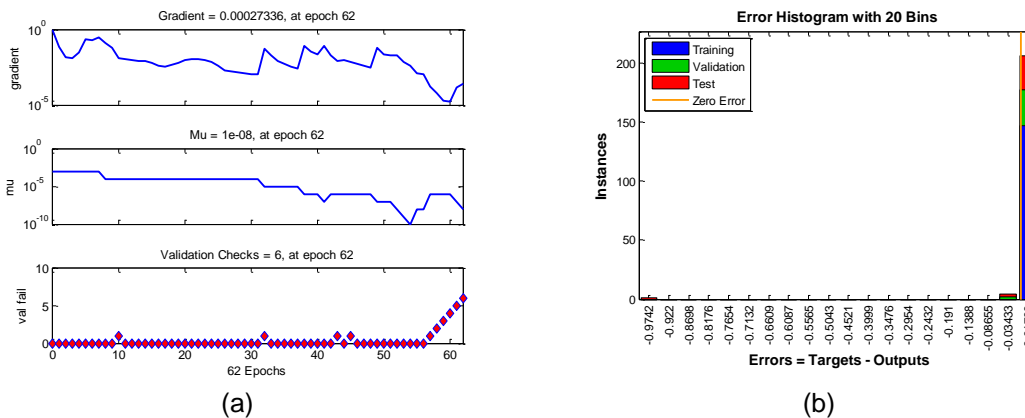 Gradient = 0.00027336, at epoch 62
10^0
10^-5
gradient
Mu = 1e-08, at epoch 62
10^0
10^-5
10^-10
mu
Validation Checks = 6, at epoch 62
10
5
0
val fail
0 10 20 30 40 50 60
62 Epochs
(a)
Error Histogram with 20 Bins
Training
Validation
Test
Zero Error
200
150
100
50
0
Instances
-0.9742
-0.922
-0.8698
-0.8176
-0.7654
-0.7132
-0.6609
-0.6087
-0.5565
-0.5043
-0.4521
-0.3999
-0.3476
-0.2954
-0.2432
-0.191
-0.1388
-0.08655
-0.03433
Errors = Targets - Outputs
(b)